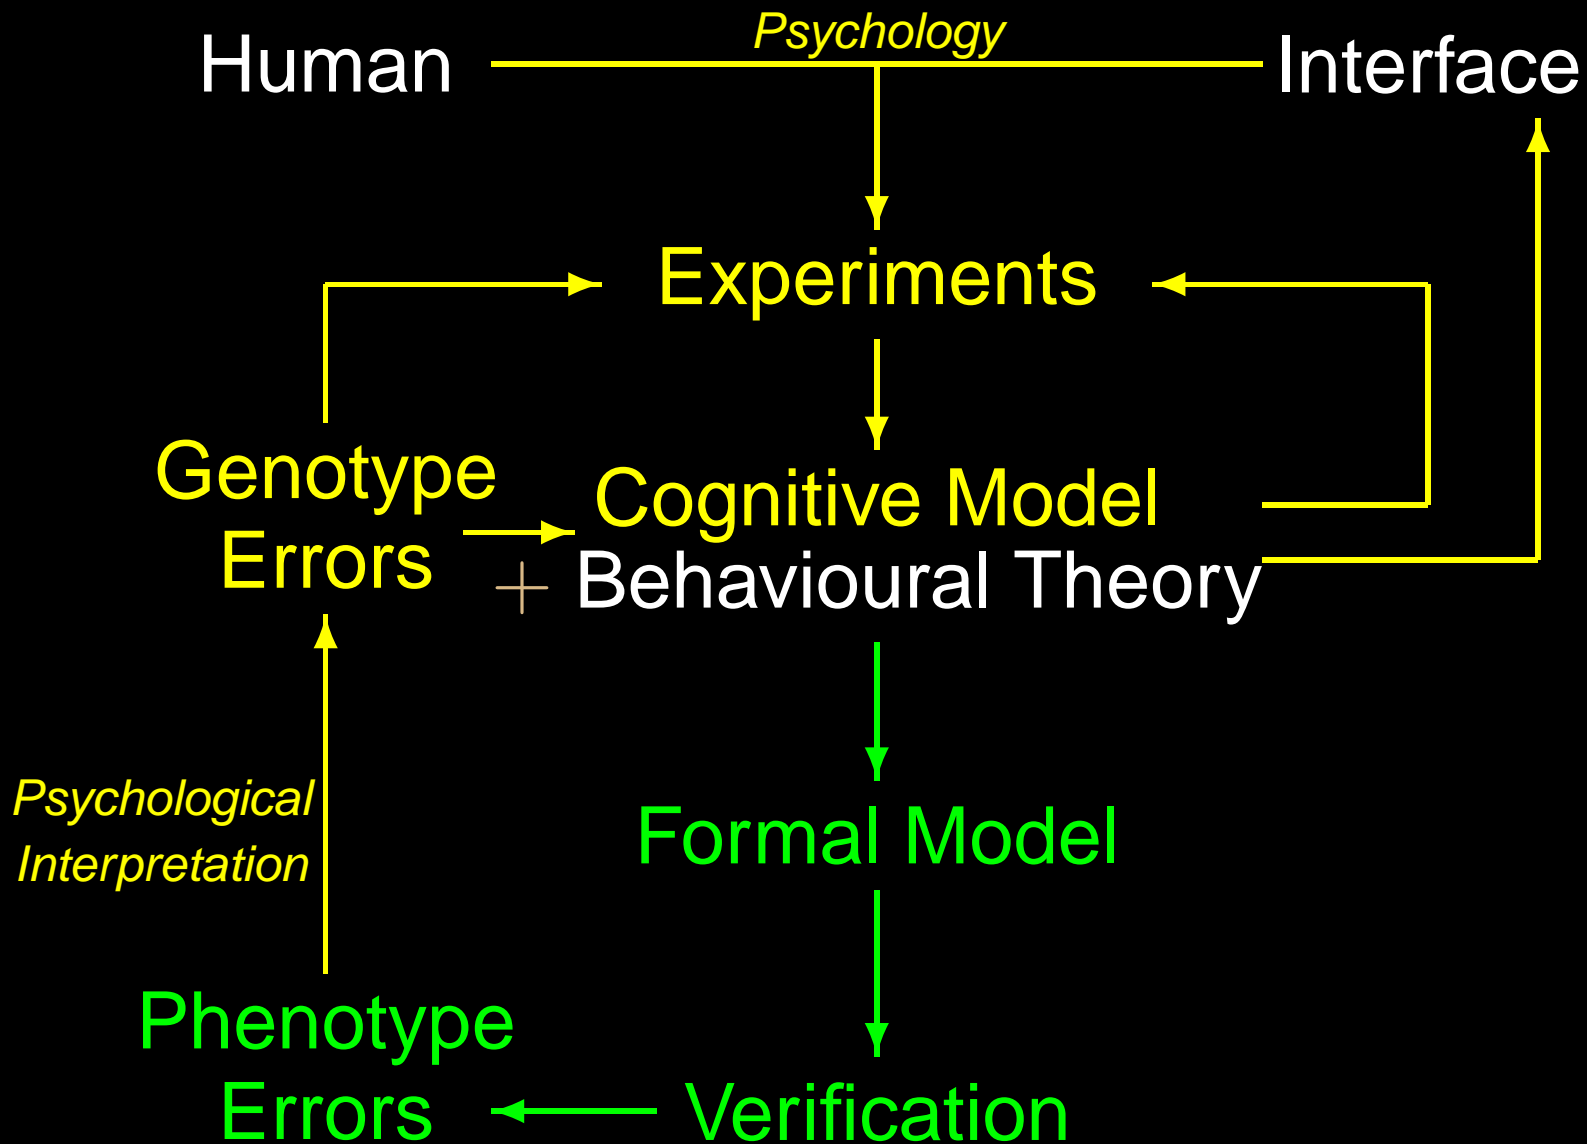 Psychology
Human
Interface
Experiments
Genotype
Errors
Cognitive Model
+ Behavioural Theory
Psychological
Interpretation
Formal Model
Phenotype
Errors
Verification